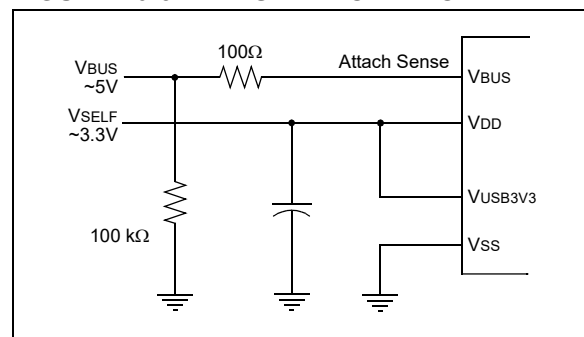 100Ω
Attach Sense
VBUS
~5V
VBUS
VSELF
~3.3V
VDD
VUSB3V3
100 kΩ
VSS